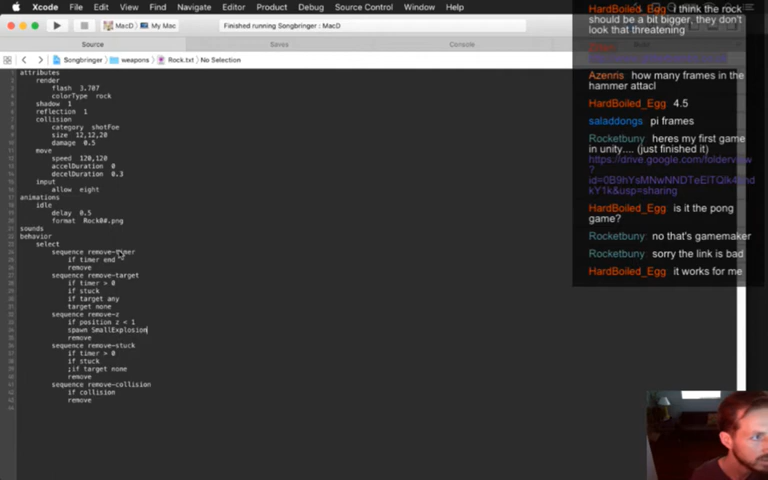 Xcode File Edit View Find Navigate Editor Product Debug Source Control Window Help
MacD My Mac
Finished running Songbringer : MacD
Source Saves Console
Songbringer weapons Rock.txt No Selection
attributes
render
flash 3.707
colorType rock
shadow 1
reflection 1
collision
category shotFoe
size 12,12,20
damage 0.5
move
speed 120,120
accelDuration 0
decelDuration 0.3
input
allow eight
animations
idle
delay 0.5
format Rock0#.png
sounds
behavior
select
sequence remove-timer
if timer end
remove
sequence remove-target
if timer > 0
if stuck
if target any
target none
sequence remove-z
if position z < 1
spawn SmallExplosion
remove
sequence remove-stuck
if timer > 0
if stuck
;if target none
remove
sequence remove-collision
if collision
remove
HardBoiled_Egg I think the rock
should be a bit bigger, they don't
look that threatening
Azenris how many frames in the
hammer attacl
HardBoiled_Egg 4.5
saladdongs pi frames
Rocketbuny heres my first game
in unity.... (just finished it)
https://drive.google.com/folderview
?
HardBoiled_Egg is it the pong
game?
Rocketbuny no that's gamemaker
Rocketbuny sorry the link is bad
HardBoiled_Egg it works for me